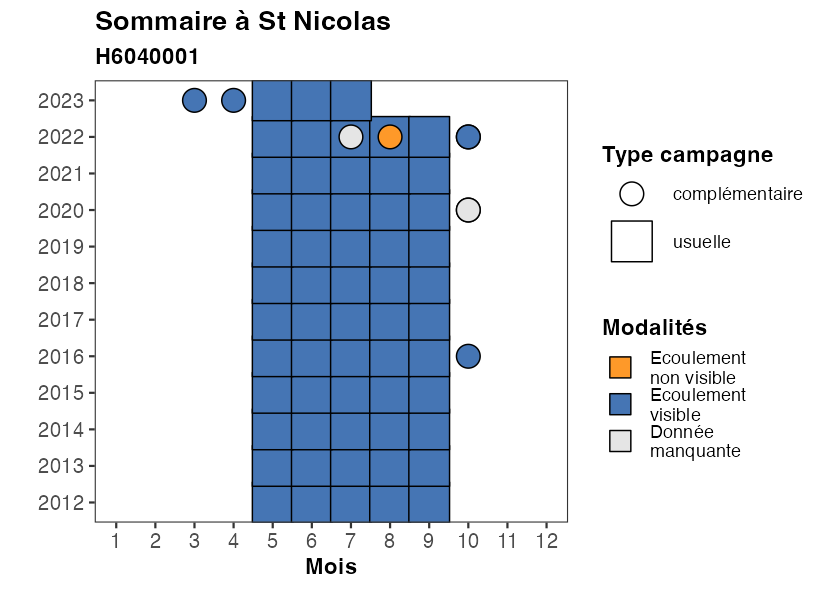 Sommaire à St Nicolas
H6040001
2023
2022
2021
2020
2019
2018
2017
2016
2015
2014
2013
2012
1 2 3 4 5 6 7 8 9 10 11 12
Mois
Type campagne
complémentaire
usuelle
Modalités
Ecoulement
non visible
Ecoulement
visible
Donnée
manquante